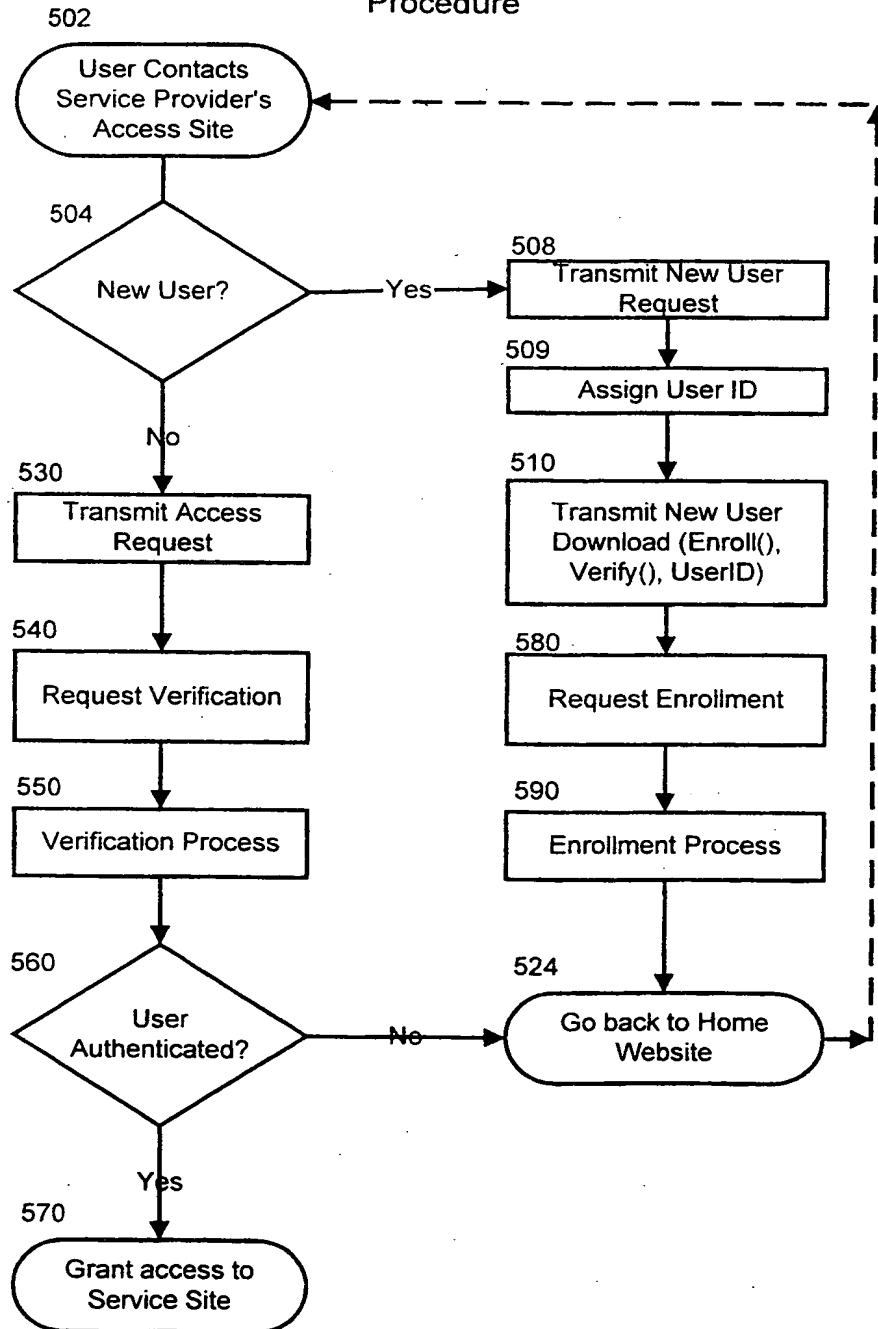 Procedure
502
User Contacts
Service Provider's
Access Site
504
New User?
Yes
No
508
Transmit New User
Request
509
Assign User ID
510
Transmit New User
Download (Enroll(),
Verify(), UserID)
580
Request Enrollment
590
Enrollment Process
524
Go back to Home
Website
530
Transmit Access
Request
540
Request Verification
550
Verification Process
560
User
Authenticated?
No
Yes
570
Grant access to
Service Site